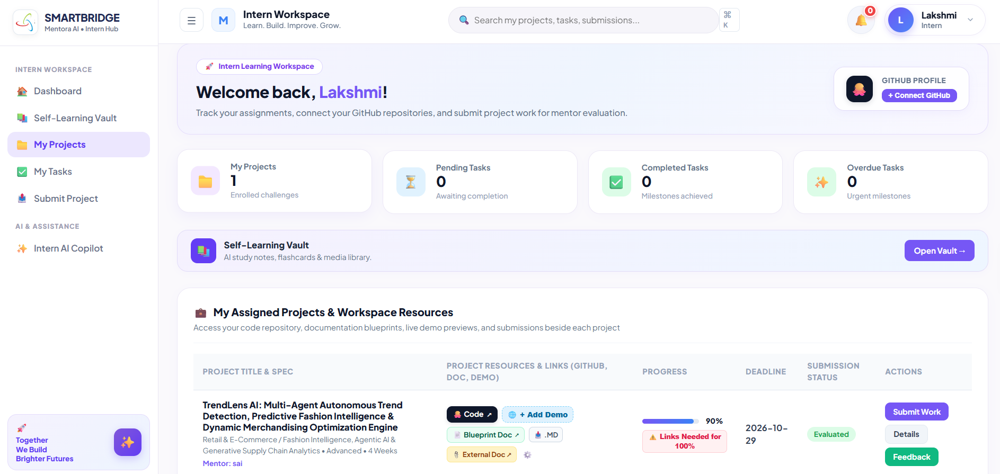 SMARTBRIDGE
Mentora AI • Intern Hub
INTERN WORKSPACE
Dashboard
Self-Learning Vault
My Projects
My Tasks
Submit Project
AI & ASSISTANCE
Intern AI Copilot
Together
We Build
Brighter Futures
☰
M
Intern Workspace
Learn. Build. Improve. Grow.
Search my projects, tasks, submissions...
⌘
K
0
L
Lakshmi
Intern
Intern Learning Workspace
Welcome back, Lakshmi!
Track your assignments, connect your GitHub repositories, and submit project work for mentor evaluation.
GITHUB PROFILE
+ Connect GitHub
My Projects
1
Enrolled challenges
Pending Tasks
0
Awaiting completion
Completed Tasks
0
Milestones achieved
Overdue Tasks
0
Urgent milestones
Self-Learning Vault
AI study notes, flashcards & media library.
Open Vault →
My Assigned Projects & Workspace Resources
Access your code repository, documentation blueprints, live demo previews, and submissions beside each project
PROJECT TITLE & SPEC
PROJECT RESOURCES & LINKS (GITHUB,
DOC, DEMO)
PROGRESS
DEADLINE
SUBMISSION
STATUS
ACTIONS
TrendLens AI: Multi-Agent Autonomous Trend
Detection, Predictive Fashion Intelligence &
Dynamic Merchandising Optimization Engine
Retail & E-Commerce / Fashion Intelligence, Agentic AI &
Generative Supply Chain Analytics • Advanced • 4 Weeks
Mentor: sai
Code ↗
+ Add Demo
Blueprint Doc ↗
.MD
External Doc ↗
90%
Links Needed for
100%
2026-10-
29
Evaluated
Submit Work
Details
Feedback